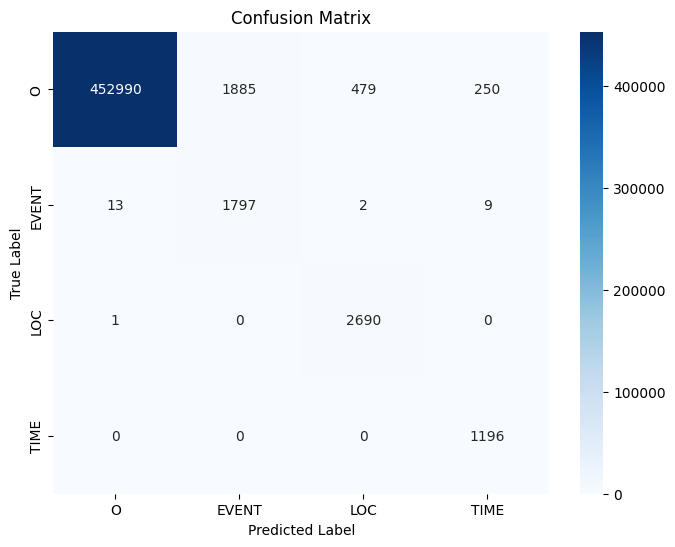 Confusion Matrix
True Label
O
452990 1885 479 250
EVENT
13 1797 2 9
LOC
1 0 2690 0
TIME
0 0 0 1196
O EVENT LOC TIME
Predicted Label
400000
300000
200000
100000
0